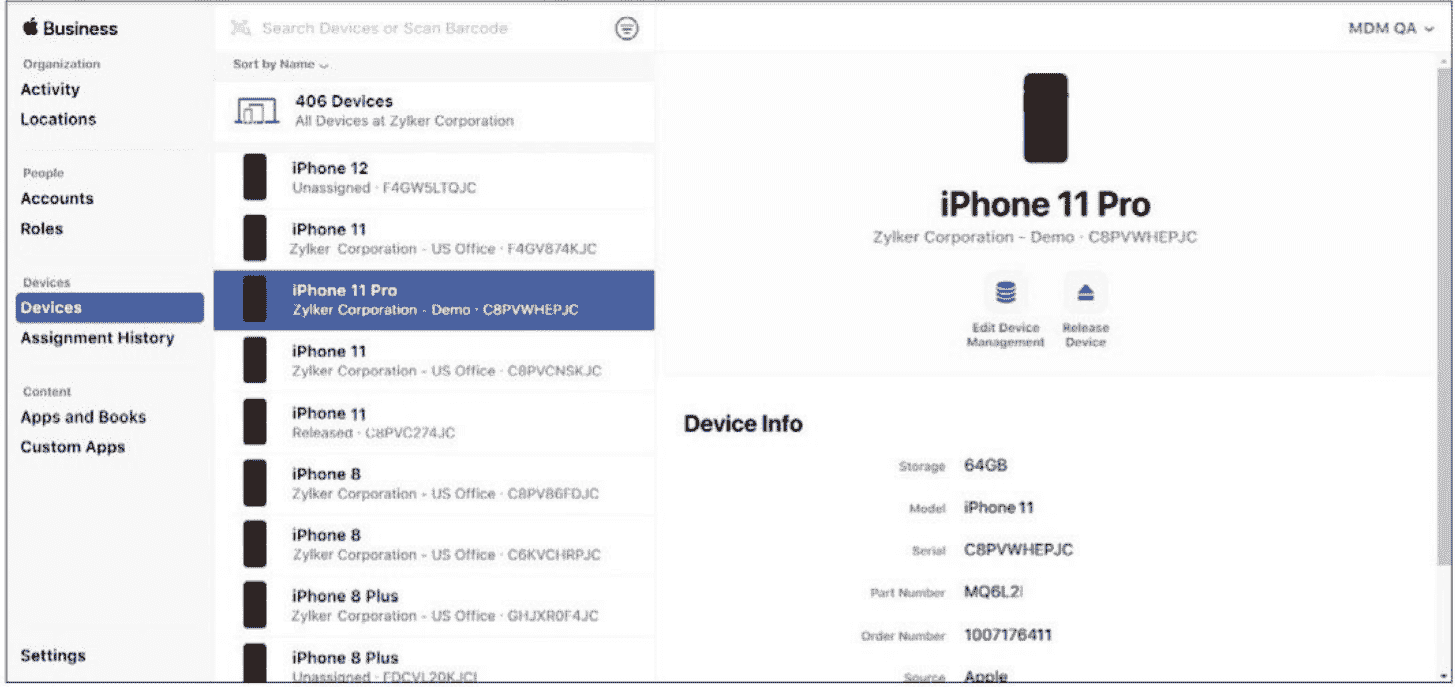 Business
Organization
Activity
Locations
People
Accounts
Roles
Devices
Devices
Assignment History
Content
Apps and Books
Custom Apps
Settings
Search Devices or Scan Barcode
Sort by Name
406 Devices
All Devices at Zylker Corporation
iPhone 12
Unassigned · F4GW5LTQJC
iPhone 11
Zylker Corporation - US Office · F4GV874KJC
iPhone 11 Pro
Zylker Corporation - Demo · C8PVWHEPJC
iPhone 11
Zylker Corporation - US Office · C8PVCNSKJC
iPhone 11
Released · C8PVC274JC
iPhone 8
Zylker Corporation - US Office · C8PV86FDJC
iPhone 8
Zylker Corporation - US Office · C6KVCHRPJC
iPhone 8 Plus
Zylker Corporation - US Office · GHJXR0F4JC
iPhone 8 Plus
Unassigned ·
MDM QA
iPhone 11 Pro
Zylker Corporation - Demo · C8PVWHEPJC
Edit Device
Management
Release
Device
Device Info
Storage 64GB
Model iPhone 11
Serial C8PVWHEPJC
Part Number MQ6L2
Order Number 1007176411
Source Apple